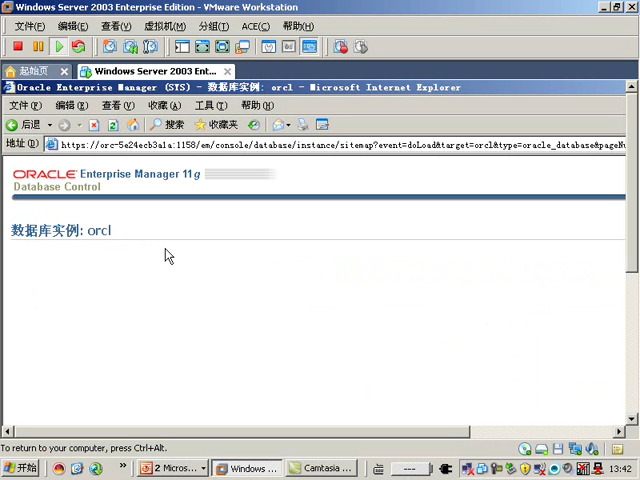 Windows Server 2003 Enterprise Edition - VMware Workstation
文件(F) 编辑(E) 查看(V) 虚拟机(M) 分组(T) ACE(C) 帮助(H)
起始页 Windows Server 2003 Ent...
Oracle Enterprise Manager (SYS) - 数据库实例: orcl - Microsoft Internet Explorer
文件(F) 编辑(E) 查看(V) 收藏(A) 工具(T) 帮助(H)
后退 搜索 收藏夹
地址(D) https://orc-5e24ecb3a1a:1158/em/console/database/instance/sitemap?event=doLoad&target=orcl&type=oracle_database&pageNu
ORACLE Enterprise Manager 11g
Database Control
数据库实例: orcl
To return to your computer, press Ctrl+Alt.
开始 » 2 Micros... Windows ... Camtasia ... --- 13:42